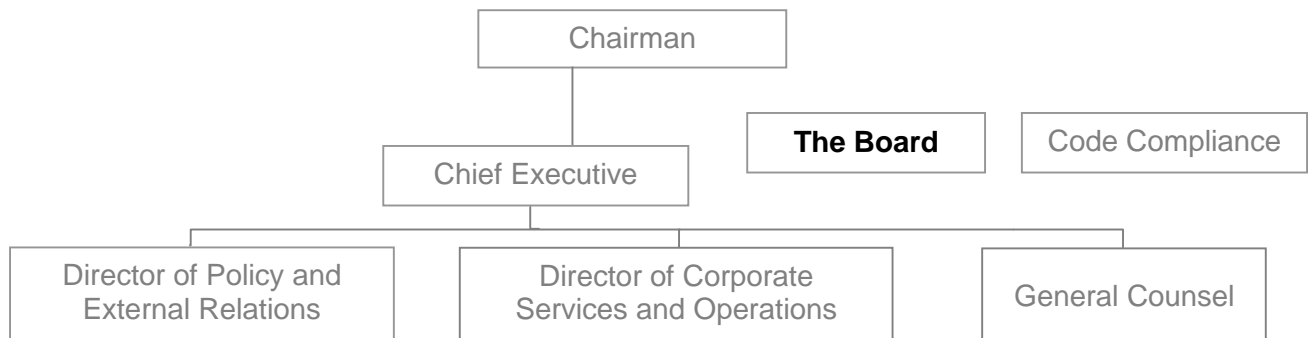 Chairman
The Board
Code Compliance
Chief Executive
Director of Policy and
External Relations
Director of Corporate
Services and Operations
General Counsel